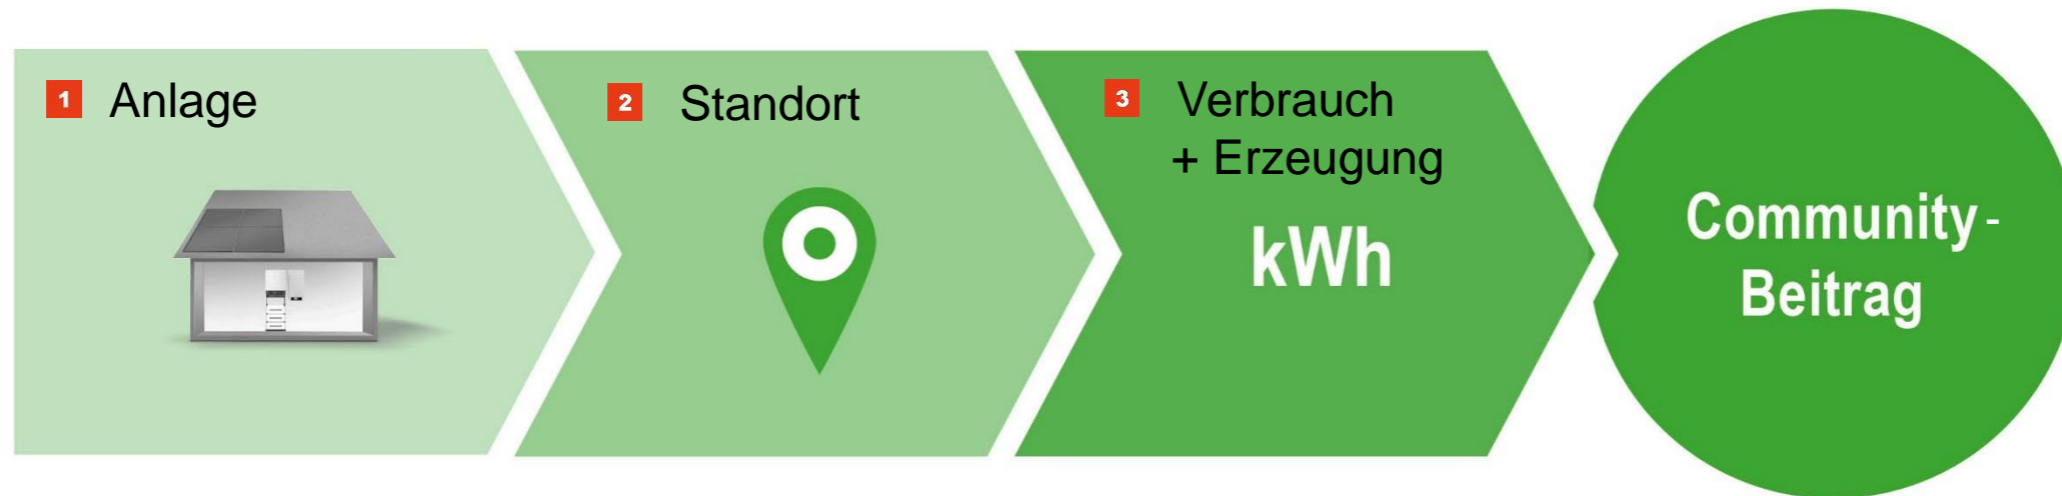 1 Anlage
2 Standort
3 Verbrauch
+ Erzeugung
kWh
Community-
Beitrag